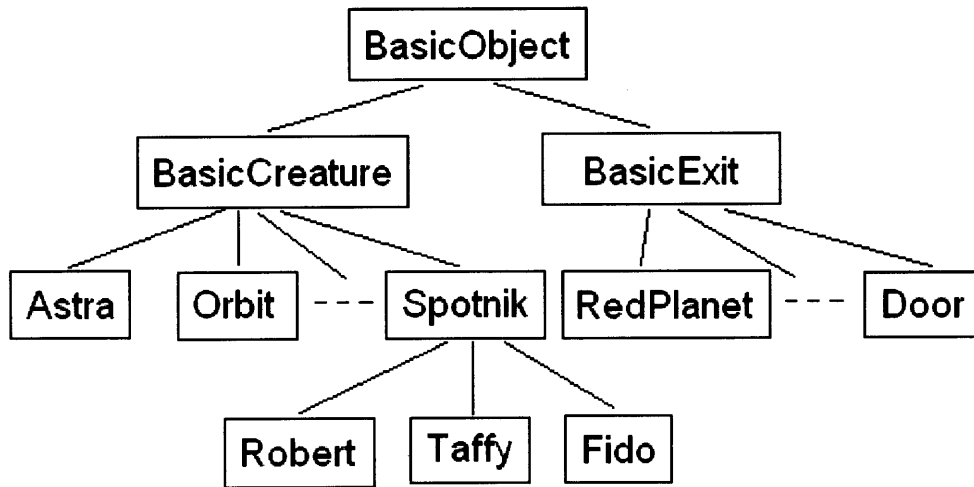 BasicObject
BasicCreature
BasicExit
Astra
Orbit
Spotnik
RedPlanet
Door
Robert
Taffy
Fido